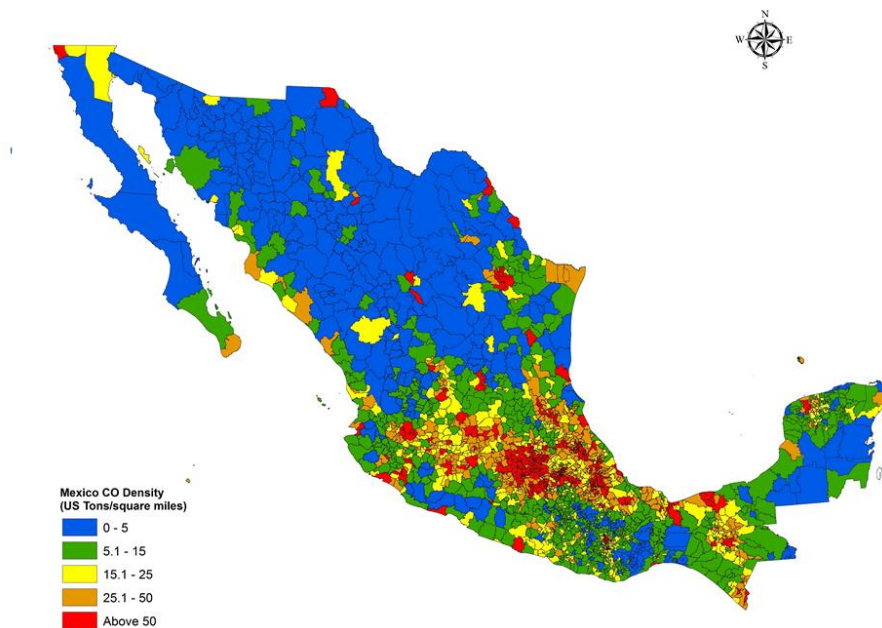 N
W E
S
Mexico CO Density
(US Tons/square miles)
0 - 5
5.1 - 15
15.1 - 25
25.1 - 50
Above 50